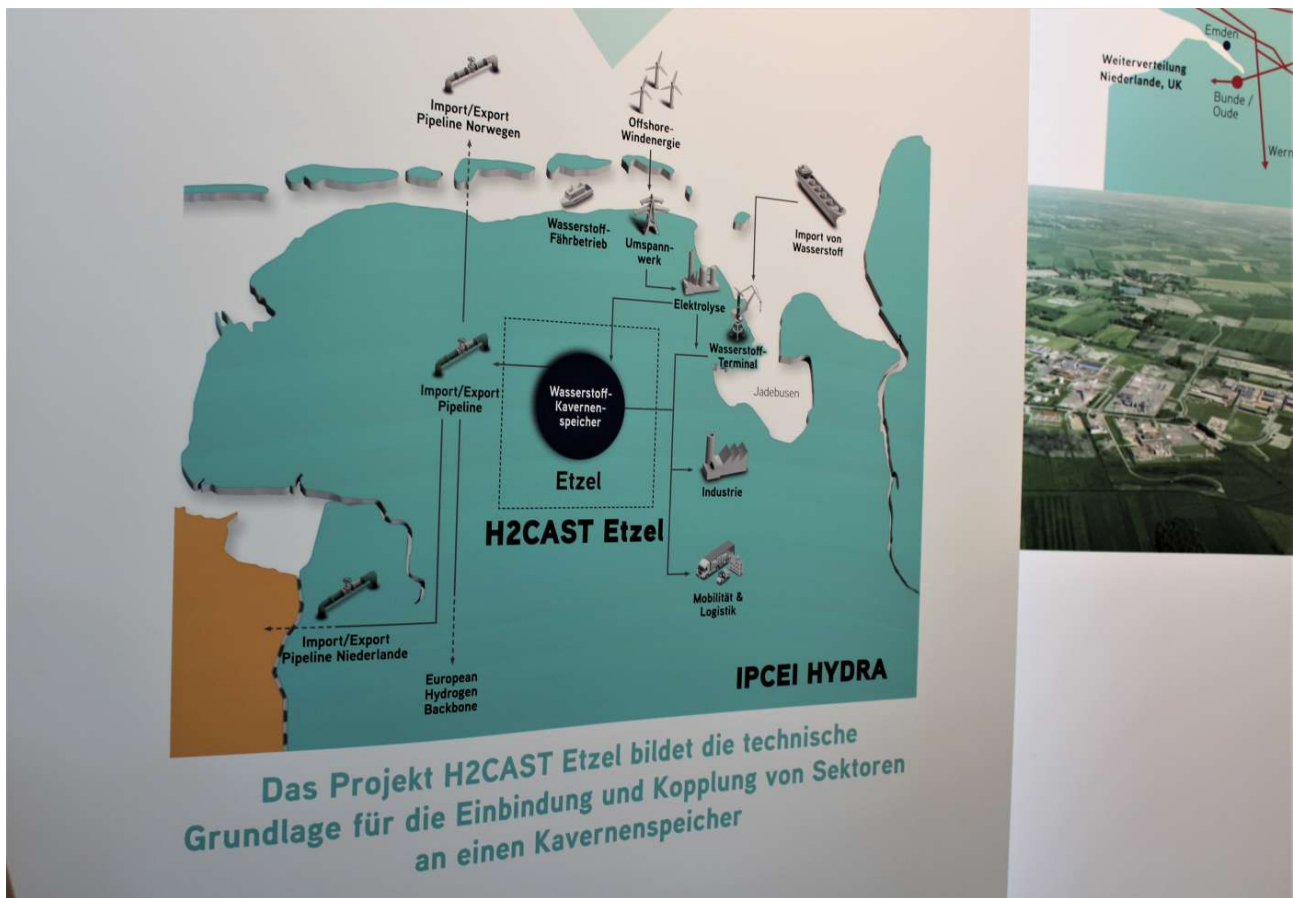 Import/Export
Pipeline Norwegen
Offshore-
Windenergie
Wasserstoff-
Fährbetrieb
Umspann-
werk
Import von
Wasserstoff
Elektrolyse
Wasserstoff-
Terminal
Jadebusen
Import/Export
Pipeline
Wasserstoff-
Kavernen-
speicher
Etzel
H2CAST Etzel
Industrie
Mobilität &
Logistik
Import/Export
Pipeline Niederlande
European
Hydrogen
Backbone
IPCEI HYDRA
Das Projekt H2CAST Etzel bildet die technische
Grundlage für die Einbindung und Kopplung von Sektoren
an einen Kavernenspeicher
Emden
Weiterverteilung
Niederlande, UK
Bunde /
Oude
Wern